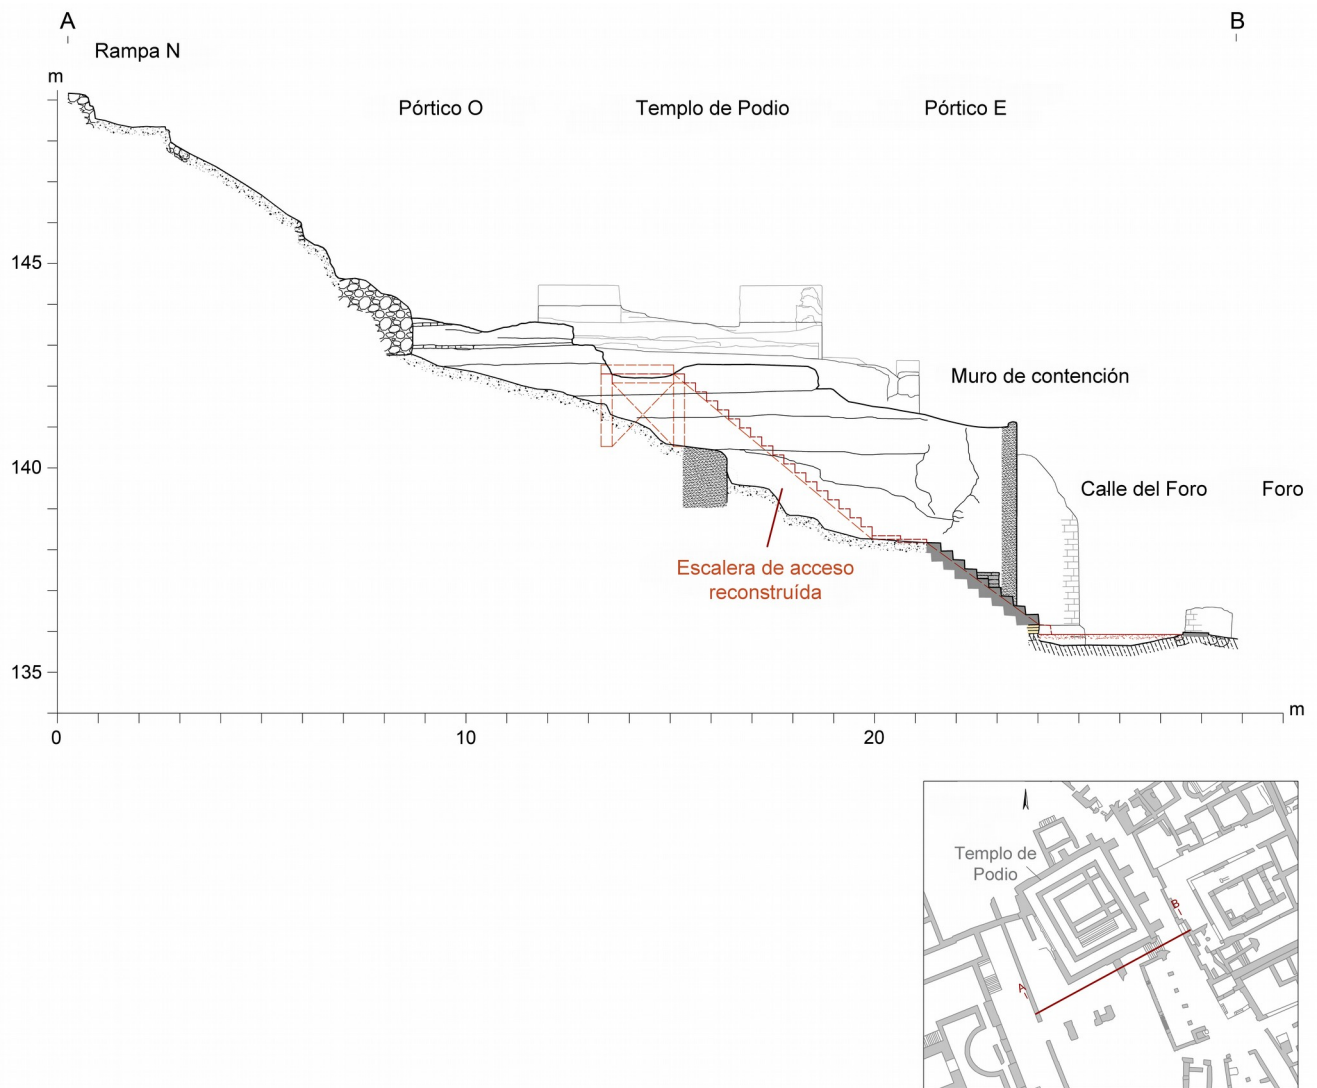 A
B
Rampa N
m
Pórtico O
Templo de Podio
Pórtico E
145
Muro de contención
140
Calle del Foro
Foro
Escalera de acceso
reconstruída
135
m
0
10
20
Templo de
Podio
B
A